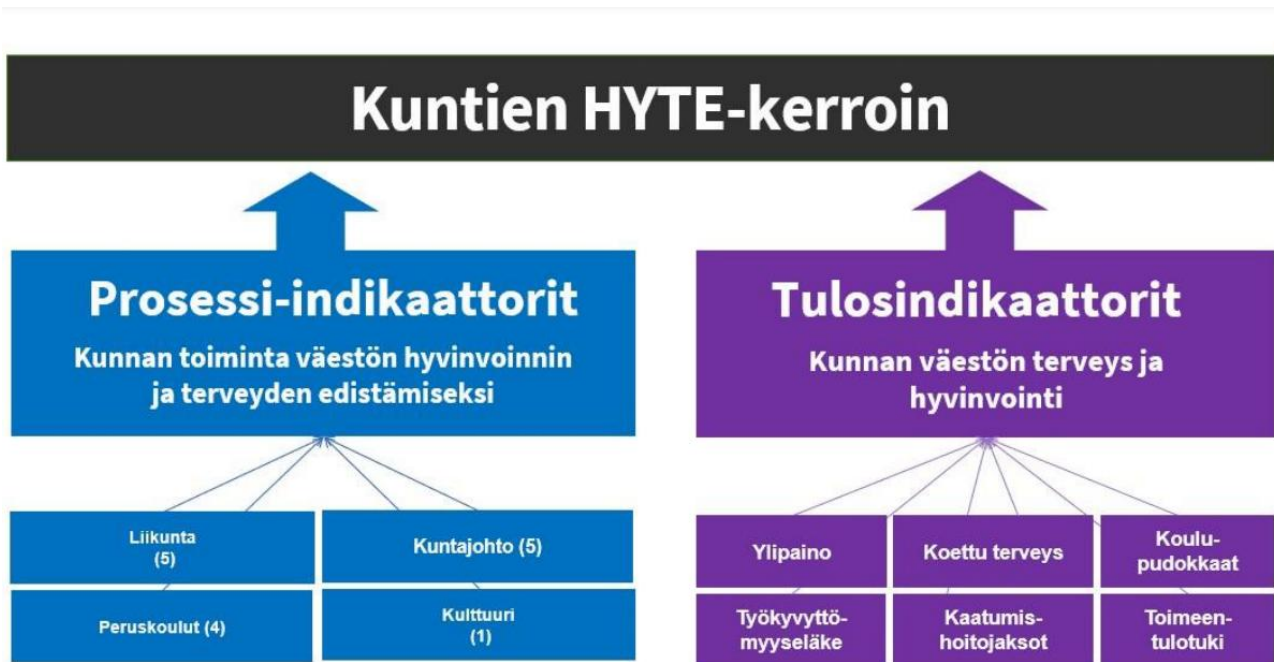 Kuntien HYTE-kerroin
Prosessi-indikaattorit
Kunnan toiminta väestön hyvinvoinnin
ja terveyden edistämiseksi
Tulosindikaattorit
Kunnan väestön terveys ja
hyvinvointi
Liikunta
(5)
Kuntajohto (5)
Peruskoulut (4)
Kulttuuri
(1)
Ylipaino
Koettu terveys
Koulu-
pudokkaat
Työkyvyttö-
myyseläke
Kaatumis-
hoitojaksot
Toimeen-
tulotuki